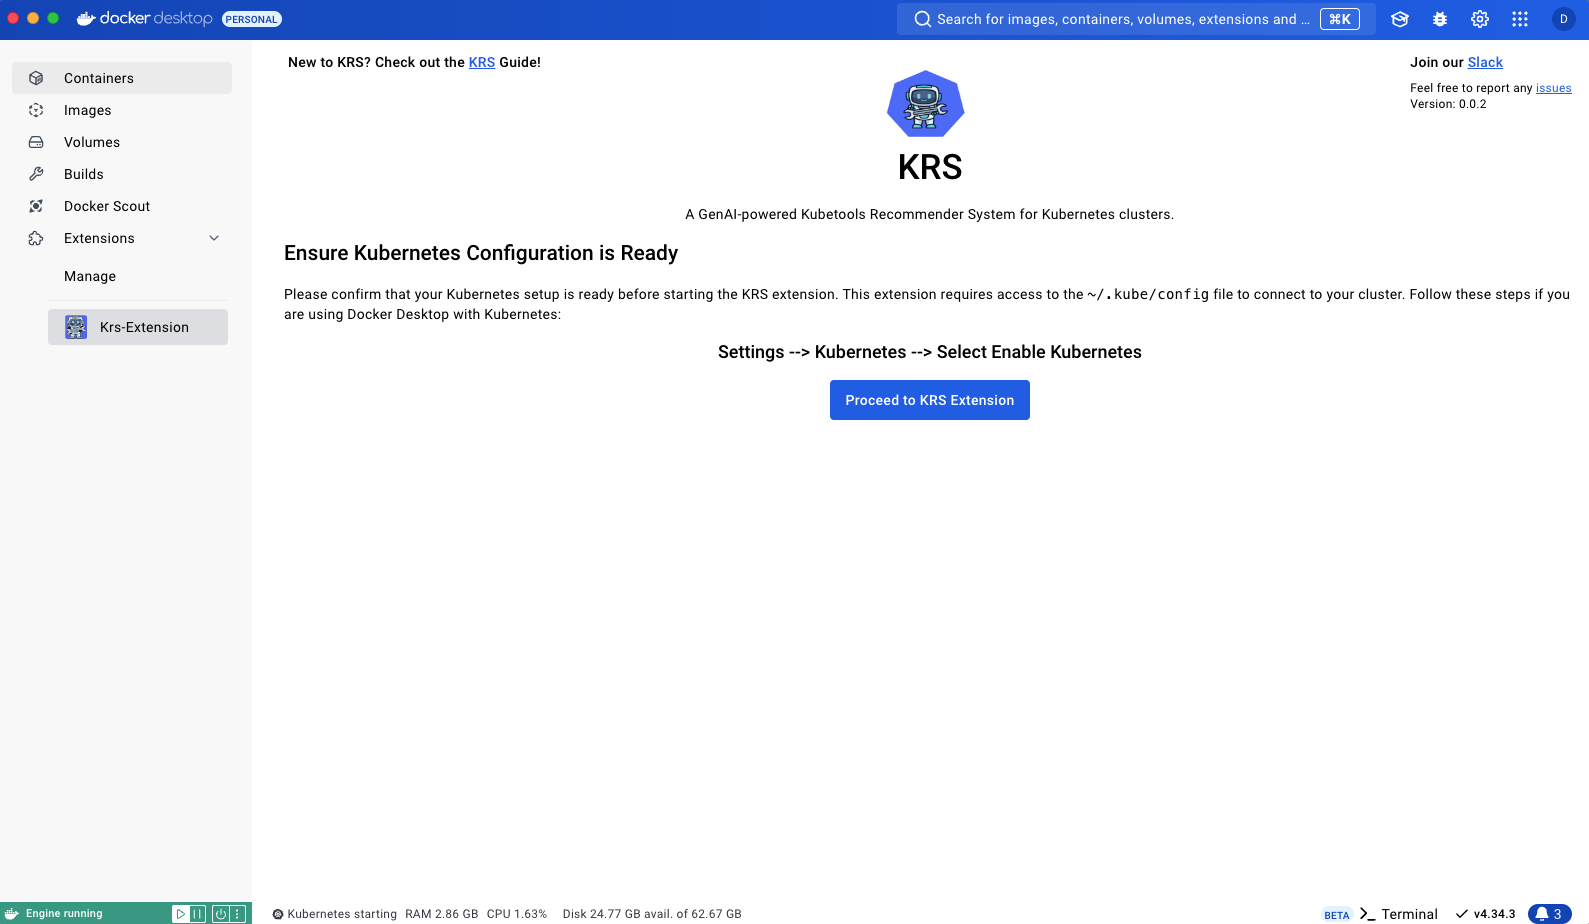 docker desktop PERSONAL
Search for images, containers, volumes, extensions and ... ⌘K
D
Containers
Images
Volumes
Builds
Docker Scout
Extensions
Manage
Krs-Extension
New to KRS? Check out the KRS Guide!
Join our Slack
Feel free to report any issues
Version: 0.0.2
KRS
A GenAI-powered Kubetools Recommender System for Kubernetes clusters.
Ensure Kubernetes Configuration is Ready
Please confirm that your Kubernetes setup is ready before starting the KRS extension. This extension requires access to the ~/.kube/config file to connect to your cluster. Follow these steps if you
are using Docker Desktop with Kubernetes:
Settings --> Kubernetes --> Select Enable Kubernetes
Proceed to KRS Extension
Engine running
Kubernetes starting RAM 2.86 GB CPU 1.63% Disk 24.77 GB avail. of 62.67 GB
BETA >_ Terminal v4.34.3 3